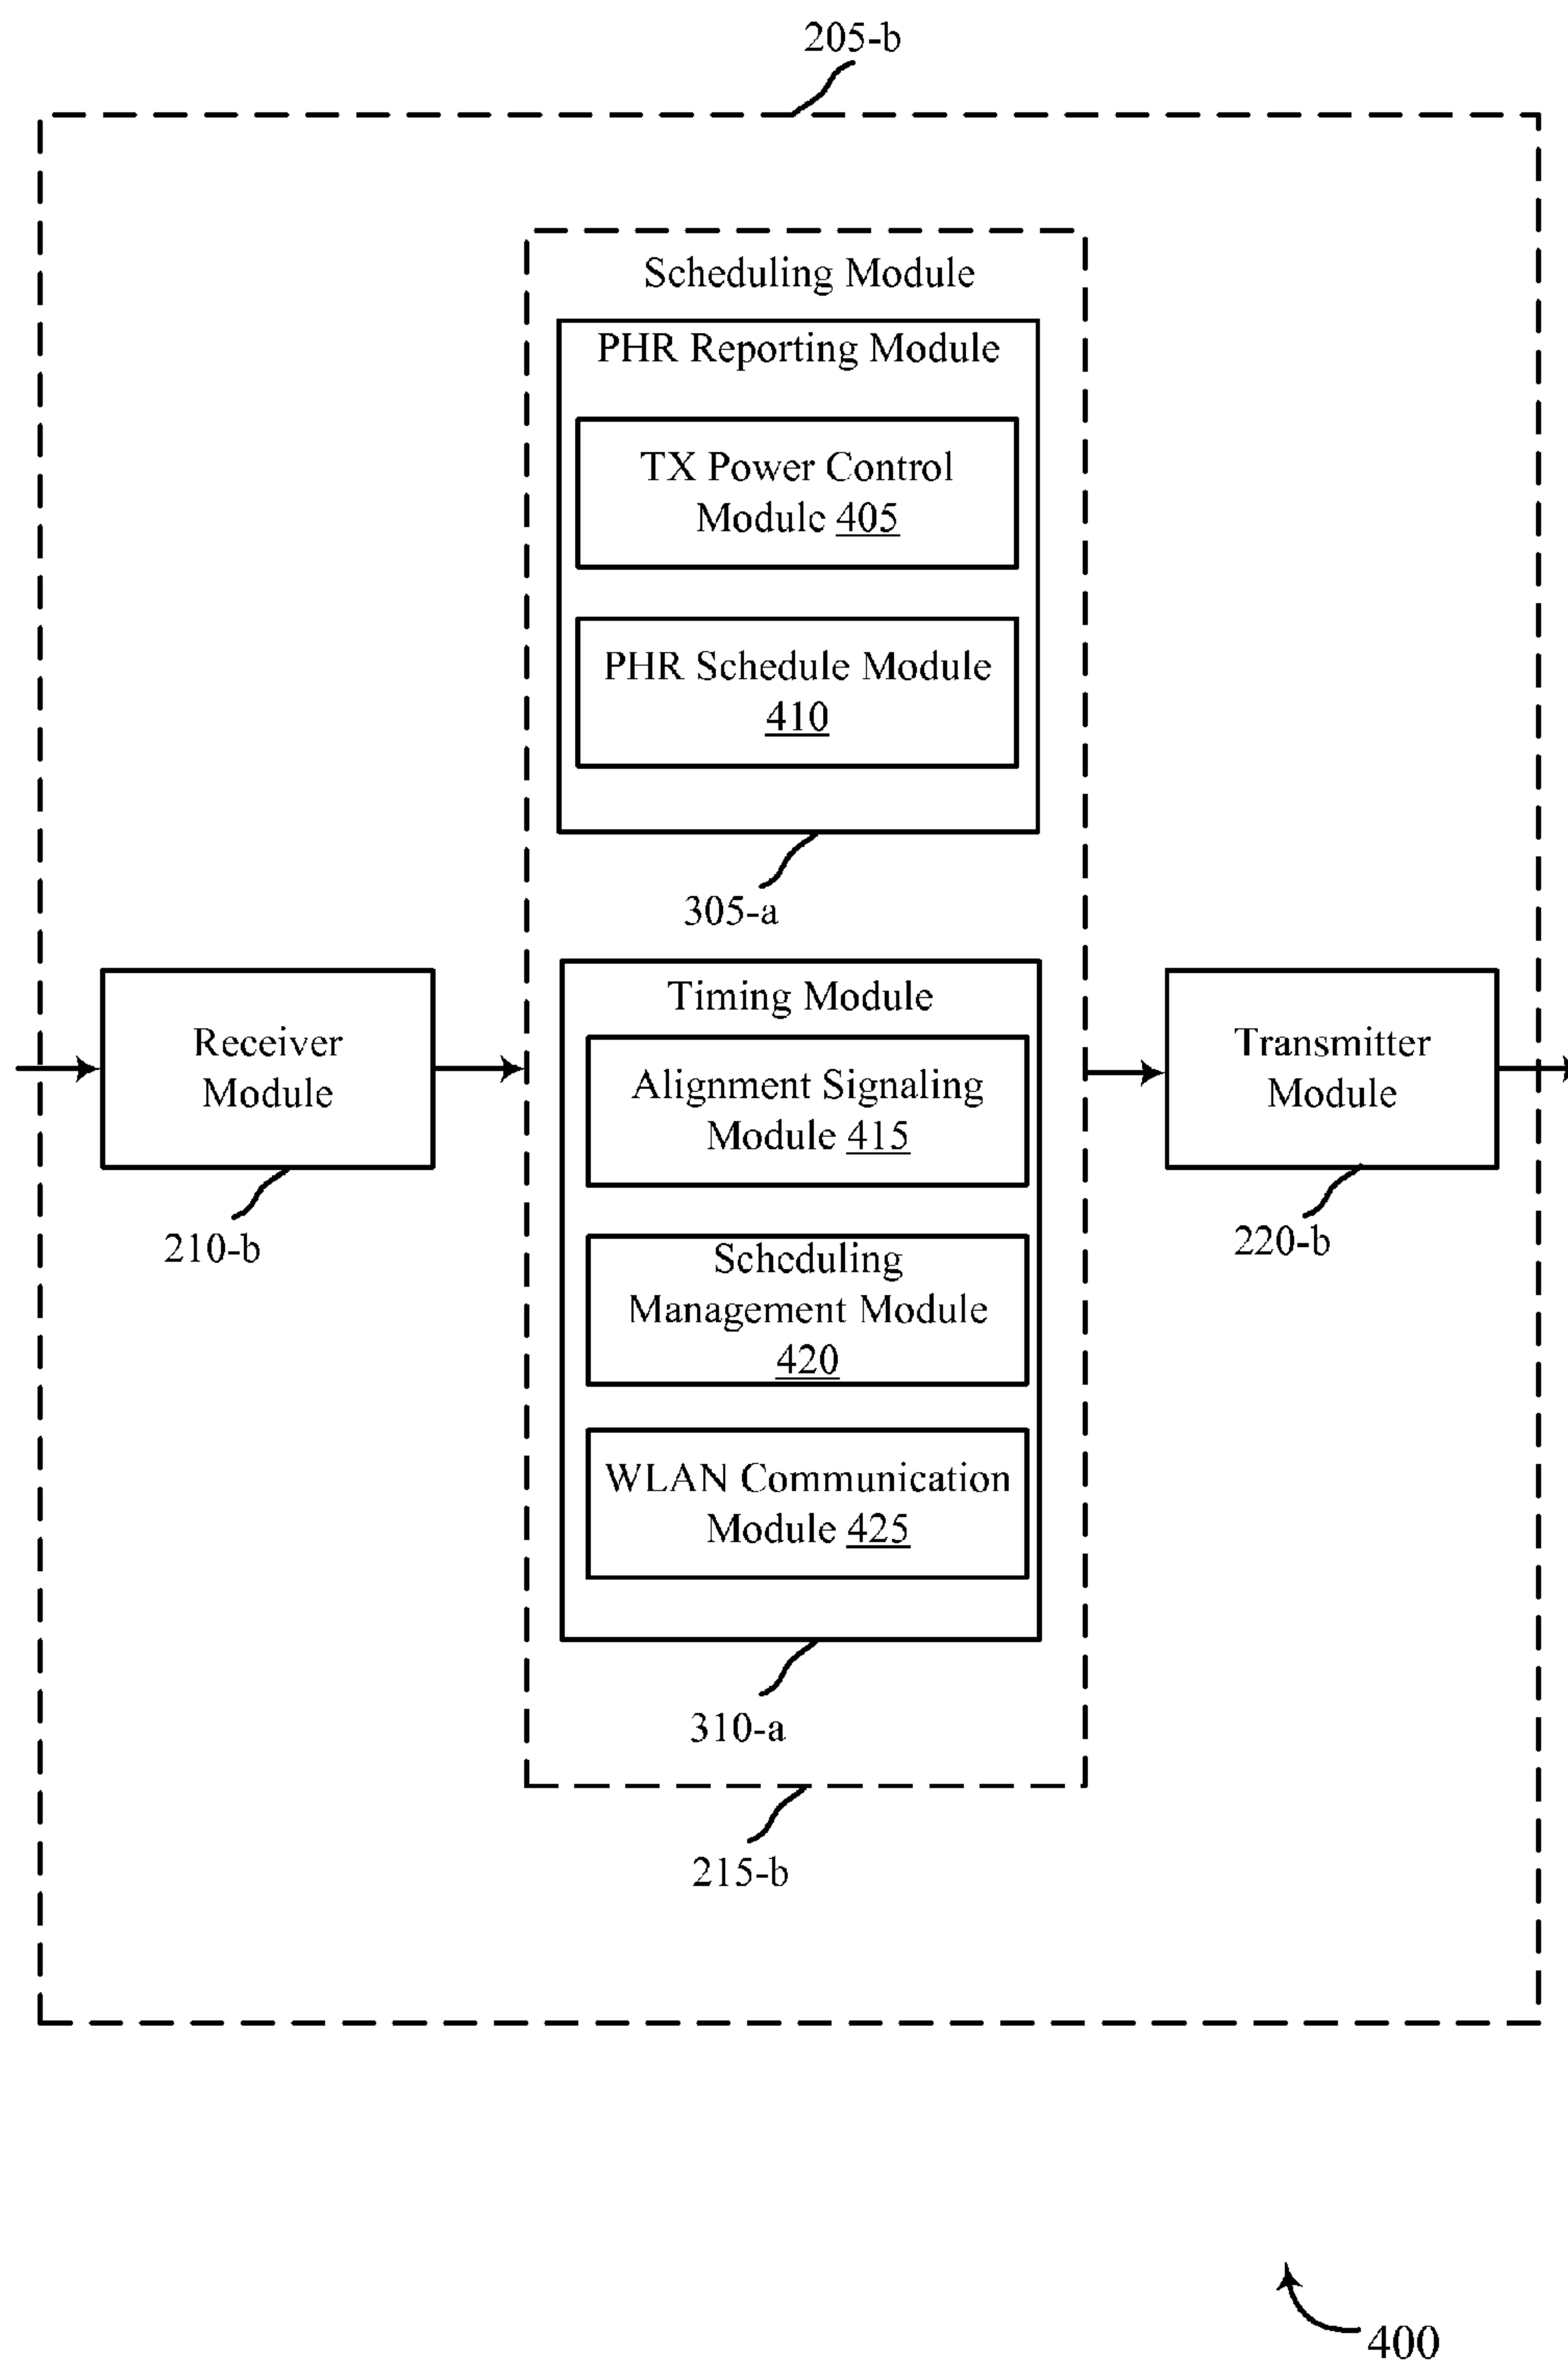 205-b
Scheduling Module
PHR Reporting Module
TX Power Control
Module 405
PHR Schedule Module
410
305-a
Timing Module
Receiver
Module
Alignment Signaling
Module 415
Transmitter
Module
210-b
Scheduling
Management Module
420
220-b
WLAN Communication
Module 425
310-a
215-b
400